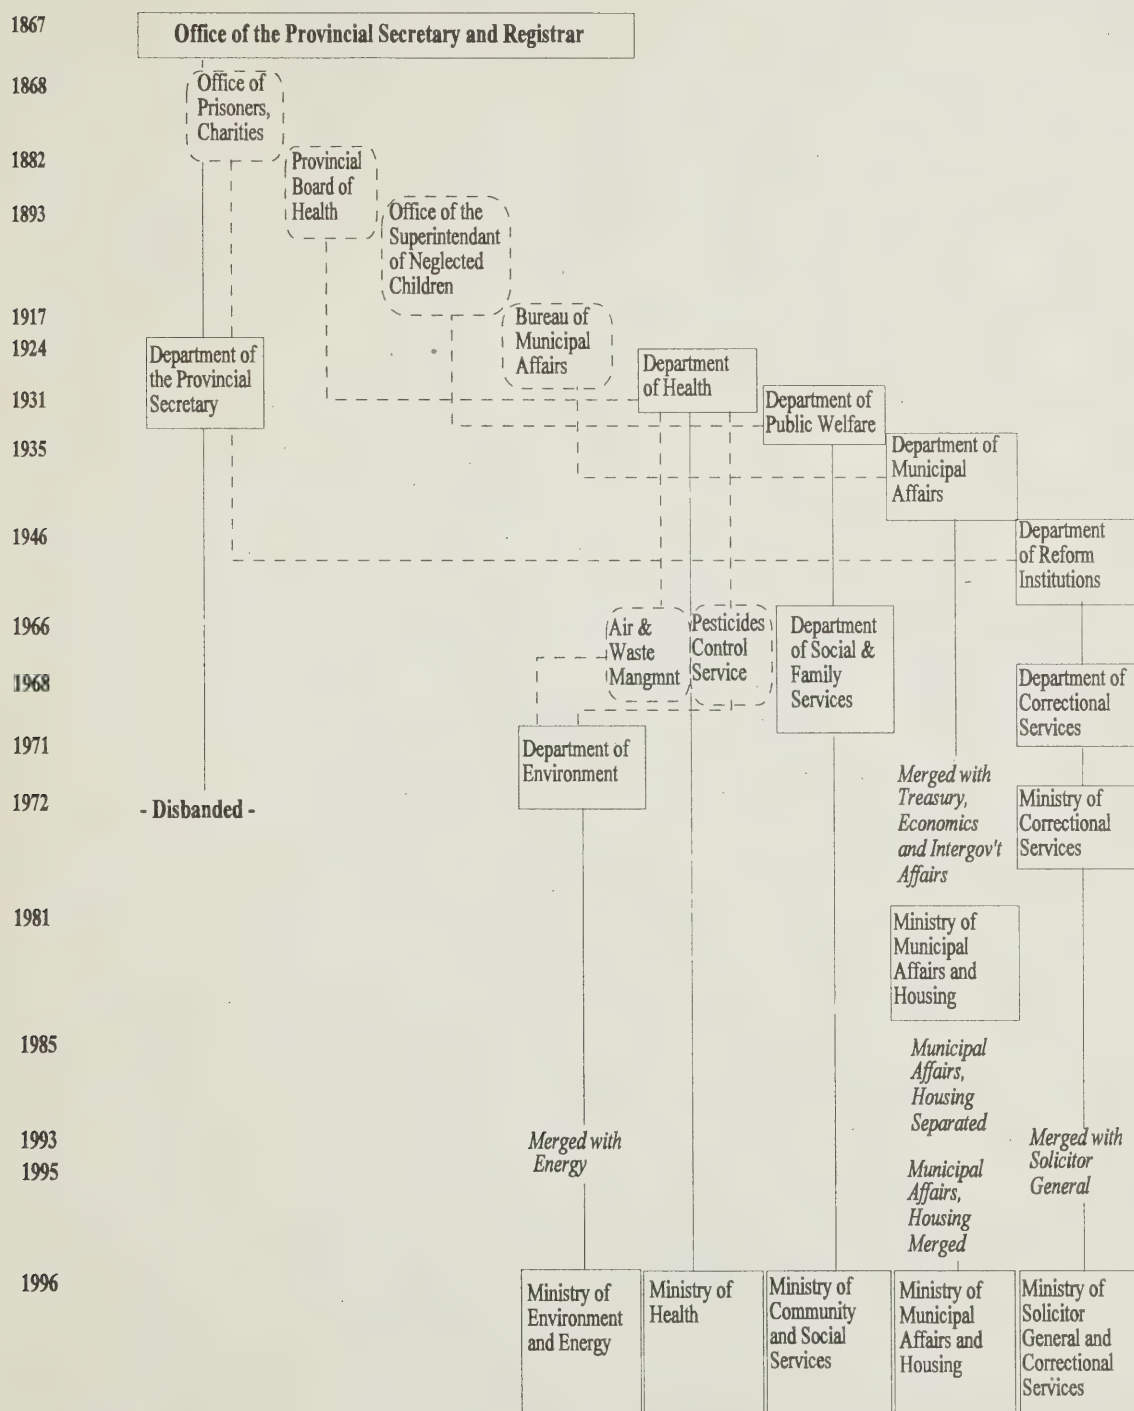 1867
Office of the Provincial Secretary and Registrar
1868
Office of
Prisoners,
Charities
1882
Provincial
Board of
Health
1893
Office of the
Superintendant
of Neglected
Children
1917
Bureau of
Municipal
Affairs
1924
Department of
the Provincial
Secretary
Department
of Health
1931
Department of
Public Welfare
1935
Department of
Municipal
Affairs
1946
Department
of Reform
Institutions
1966
Air &
Waste
Mangmnt
Pesticides
Control
Service
Department
of Social &
Family
Services
1968
Department of
Correctional
Services
1971
Department of
Environment
1972
- Disbanded -
Merged with
Treasury,
Economics
and Intergov't
Affairs
Ministry of
Correctional
Services
1981
Ministry of
Municipal
Affairs and
Housing
1985
Municipal
Affairs,
Housing
Separated
1993
Merged with
Energy
Merged with
Solicitor
General
1995
Municipal
Affairs,
Housing
Merged
1996
Ministry of
Environment
and Energy
Ministry of
Health
Ministry of
Community
and Social
Services
Ministry of
Municipal
Affairs and
Housing
Ministry of
Solicitor
General and
Correctional
Services